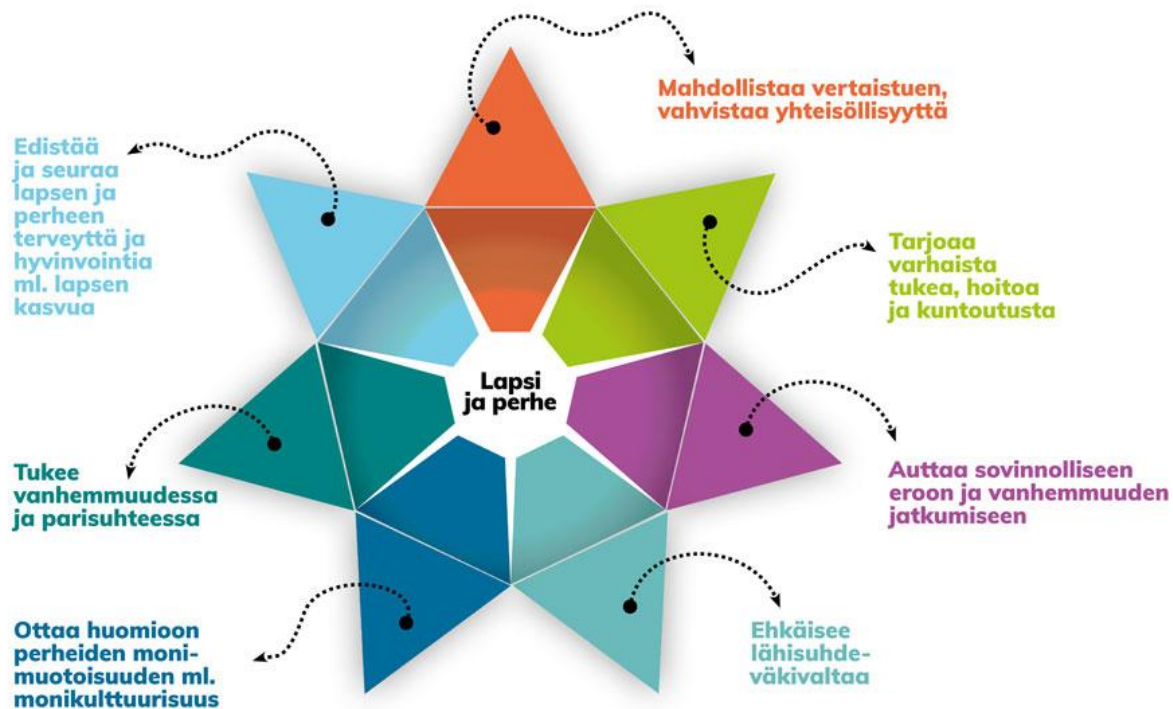 Mahdollistaa vertaistuen,
vahvistaa yhteisöllisyyttä
Edistää
ja seuraa
lapsen ja
perheen
terveyttä ja
hyvinvointia
ml. lapsen
kasvua
Tarjoaa
varhaista
tukea, hoitoa
ja kuntoutusta
Lapsi
ja perhe
Tukee
vanhemmuudessa
ja parisuhteessa
Auttaa sovinnolliseen
eroon ja vanhemmuuden
jatkumiseen
Ottaa huomioon
perheiden moni-
muotoisuuden ml.
monikulttuurisuus
Ehkäisee
lähisuhde-
väkivaltaa